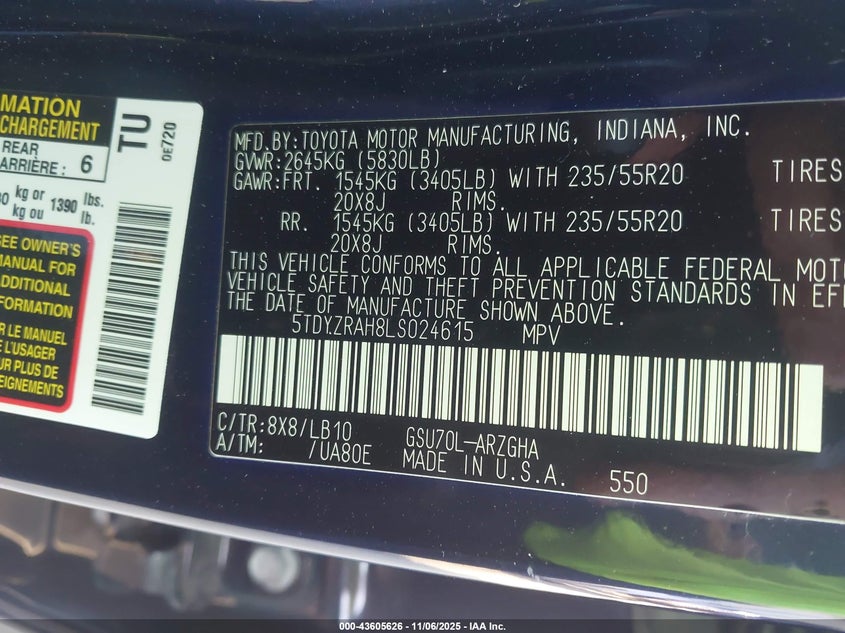 MATION
CHARGEMENT
REAR
ARRIÈRE: 6
kg or 1390 lbs.
kg ou lb.
TU
0E720
SEE OWNER'S
MANUAL FOR
ADDITIONAL
INFORMATION
LE MANUEL
L'USAGER
PLUS DE
EIGNEMENTS
MFD.BY:TOYOTA MOTOR MANUFACTURING, INDIANA, INC.
GVWR:2645KG (5830LB)
GAWR:FRT. 1545KG (3405LB) WITH 235/55R20 TIRES
20X8J RIMS.
RR. 1545KG (3405LB) WITH 235/55R20 TIRES
20X8J RIMS.
THIS VEHICLE CONFORMS TO ALL APPLICABLE FEDERAL MOTO
VEHICLE SAFETY AND THEFT PREVENTION STANDARDS IN EFF
THE DATE OF MANUFACTURE SHOWN ABOVE.
5TDYZRAH8LS024615 MPV
C/TR:8X8/LB10 GSU70L-ARZGHA
A/TM: /UA80E MADE IN U.S.A. 550
000-43605626 - 11/06/2025 - IAA Inc.